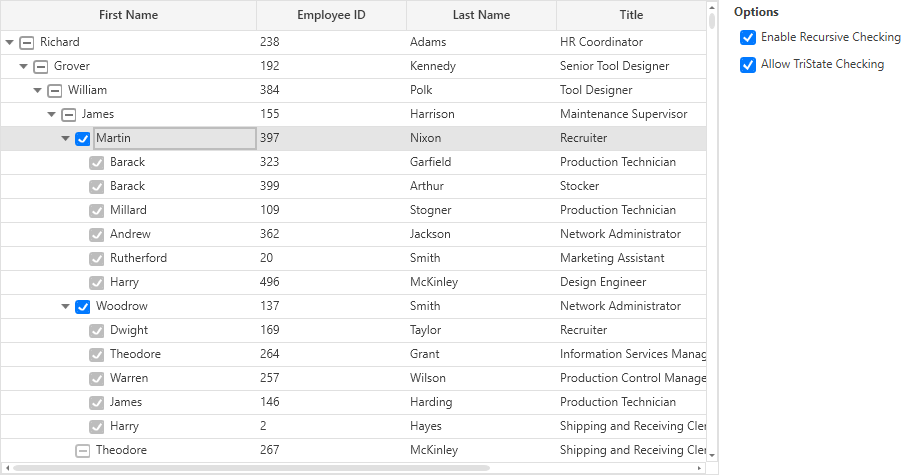 First Name Employee ID Last Name Title
Richard 238 Adams HR Coordinator
Grover 192 Kennedy Senior Tool Designer
William 384 Polk Tool Designer
James 155 Harrison Maintenance Supervisor
Martin 397 Nixon Recruiter
Barack 323 Garfield Production Technician
Barack 399 Arthur Stocker
Millard 109 Stogner Production Technician
Andrew 362 Jackson Network Administrator
Rutherford 20 Smith Marketing Assistant
Harry 496 McKinley Design Engineer
Woodrow 137 Smith Network Administrator
Dwight 169 Taylor Recruiter
Theodore 264 Grant Information Services Manag
Warren 257 Wilson Production Control Manage
James 146 Harding Production Technician
Harry 2 Hayes Shipping and Receiving Cler
Theodore 267 McKinley Shipping and Receiving Cler
Options
Enable Recursive Checking
Allow TriState Checking